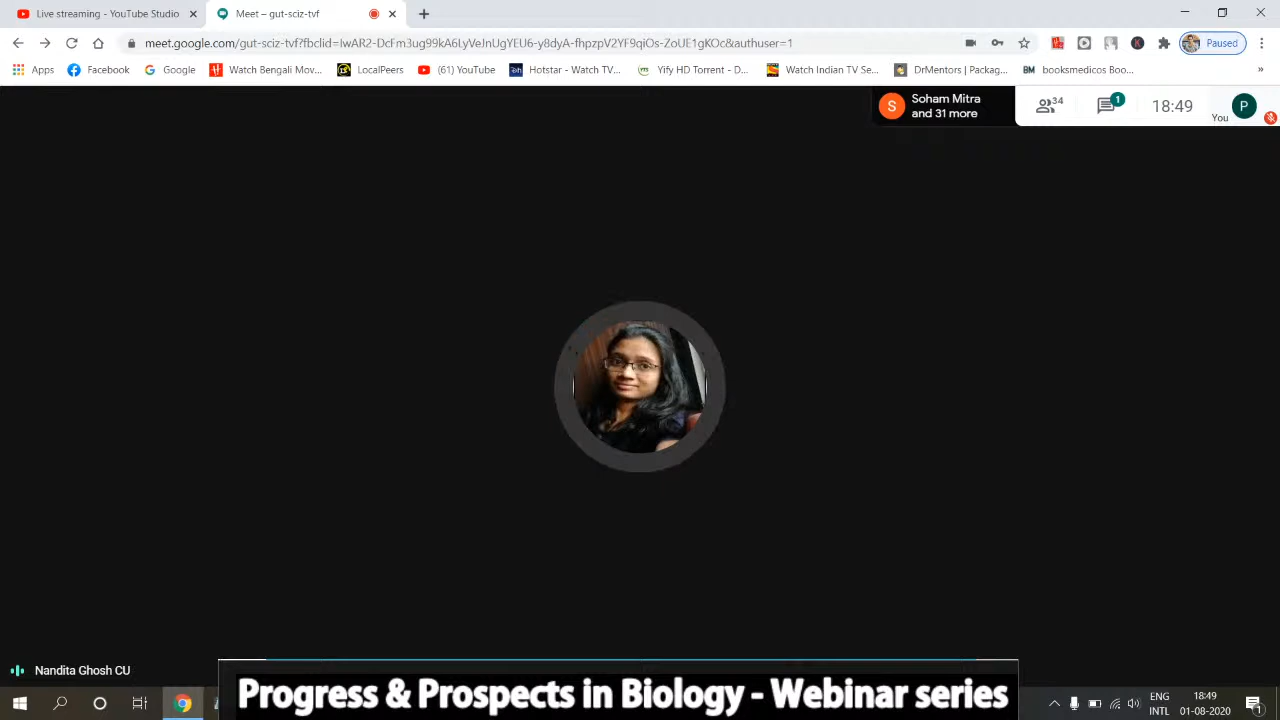 Live streaming - YouTube Studio
Meet – gut-sciz-tvf
meet.google.com/gut-sciz-tvf?fbclid=IwAR2-DcFm3ug99kA6LyVeJnUgTEU6-y8dyA-fhpzpV2YF9qiOs-ZoUE1gKOc&authuser=1
Paused
Apps
Facebook
Google
Watch Bengali Mov...
LocalPeers
(61) YouTube
Hotstar - Watch TV...
Yify HD Torrent - D...
Watch Indian TV Se...
DrMentors | Packag...
BM booksmedicos Boo...
»
S
Soham Mitra
and 31 more
34
1
18:49
You
P
Nandita Ghosh CU
Progress & Prospects in Biology - Webinar series
ENG
INTL
18:49
01-08-2020